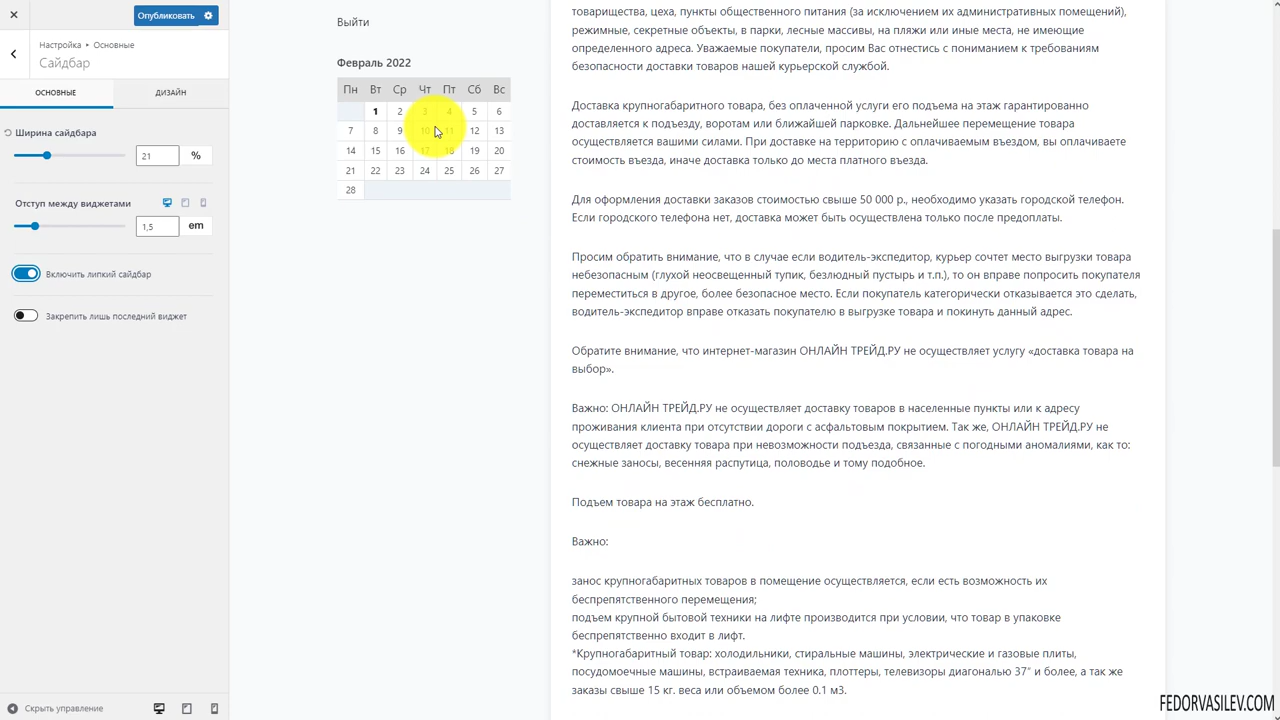 Опубликовать
Настройка ▸ Основные
Сайдбар
ОСНОВНЫЕ
ДИЗАЙН
Ширина сайдбара
21
%
Отступ между виджетами
1,5
em
Включить липкий сайдбар
Закрепить лишь последний виджет
Скрыть управление
Выйти
Февраль 2022
Пн Вт Ср Чт Пт Сб Вс
1 2 3 4 5 6
7 8 9 10 11 12 13
14 15 16 17 18 19 20
21 22 23 24 25 26 27
28
товарищества, цеха, пункты общественного питания (за исключением их административных помещений),
режимные, секретные объекты, в парки, лесные массивы, на пляжи или иные места, не имеющие
определенного адреса. Уважаемые покупатели, просим Вас отнестись с пониманием к требованиям
безопасности доставки товаров нашей курьерской службой.
Доставка крупногабаритного товара, без оплаченной услуги его подъема на этаж гарантированно
доставляется к подъезду, воротам или ближайшей парковке. Дальнейшее перемещение товара
осуществляется вашими силами. При доставке на территорию с оплачиваемым въездом, вы оплачиваете
стоимость въезда, иначе доставка только до места платного въезда.
Для оформления доставки заказов стоимостью свыше 50 000 р., необходимо указать городской телефон.
Если городского телефона нет, доставка может быть осуществлена только после предоплаты.
Просим обратить внимание, что в случае если водитель-экспедитор, курьер сочтет место выгрузки товара
небезопасным (глухой неосвещенный тупик, безлюдный пустырь и т.п.), то он вправе попросить покупателя
переместиться в другое, более безопасное место. Если покупатель категорически отказывается это сделать,
водитель-экспедитор вправе отказать покупателю в выгрузке товара и покинуть данный адрес.
Обратите внимание, что интернет-магазин ОНЛАЙН ТРЕЙД.РУ не осуществляет услугу «доставка товара на
выбор».
Важно: ОНЛАЙН ТРЕЙД.РУ не осуществляет доставку товаров в населенные пункты или к адресу
проживания клиента при отсутствии дороги с асфальтовым покрытием. Так же, ОНЛАЙН ТРЕЙД.РУ не
осуществляет доставку товара при невозможности подъезда, связанные с погодными аномалиями, как то:
снежные заносы, весенняя распутица, половодье и тому подобное.
Подъем товара на этаж бесплатно.
Важно:
занос крупногабаритных товаров в помещение осуществляется, если есть возможность их
беспрепятственного перемещения;
подъем крупной бытовой техники на лифте производится при условии, что товар в упаковке
беспрепятственно входит в лифт.
*Крупногабаритный товар: холодильники, стиральные машины, электрические и газовые плиты,
посудомоечные машины, встраиваемая техника, плоттеры, телевизоры диагональю 37" и более, а так же
заказы свыше 15 кг. веса или объемом более 0.1 м3.
FEDORVASILEV.COM